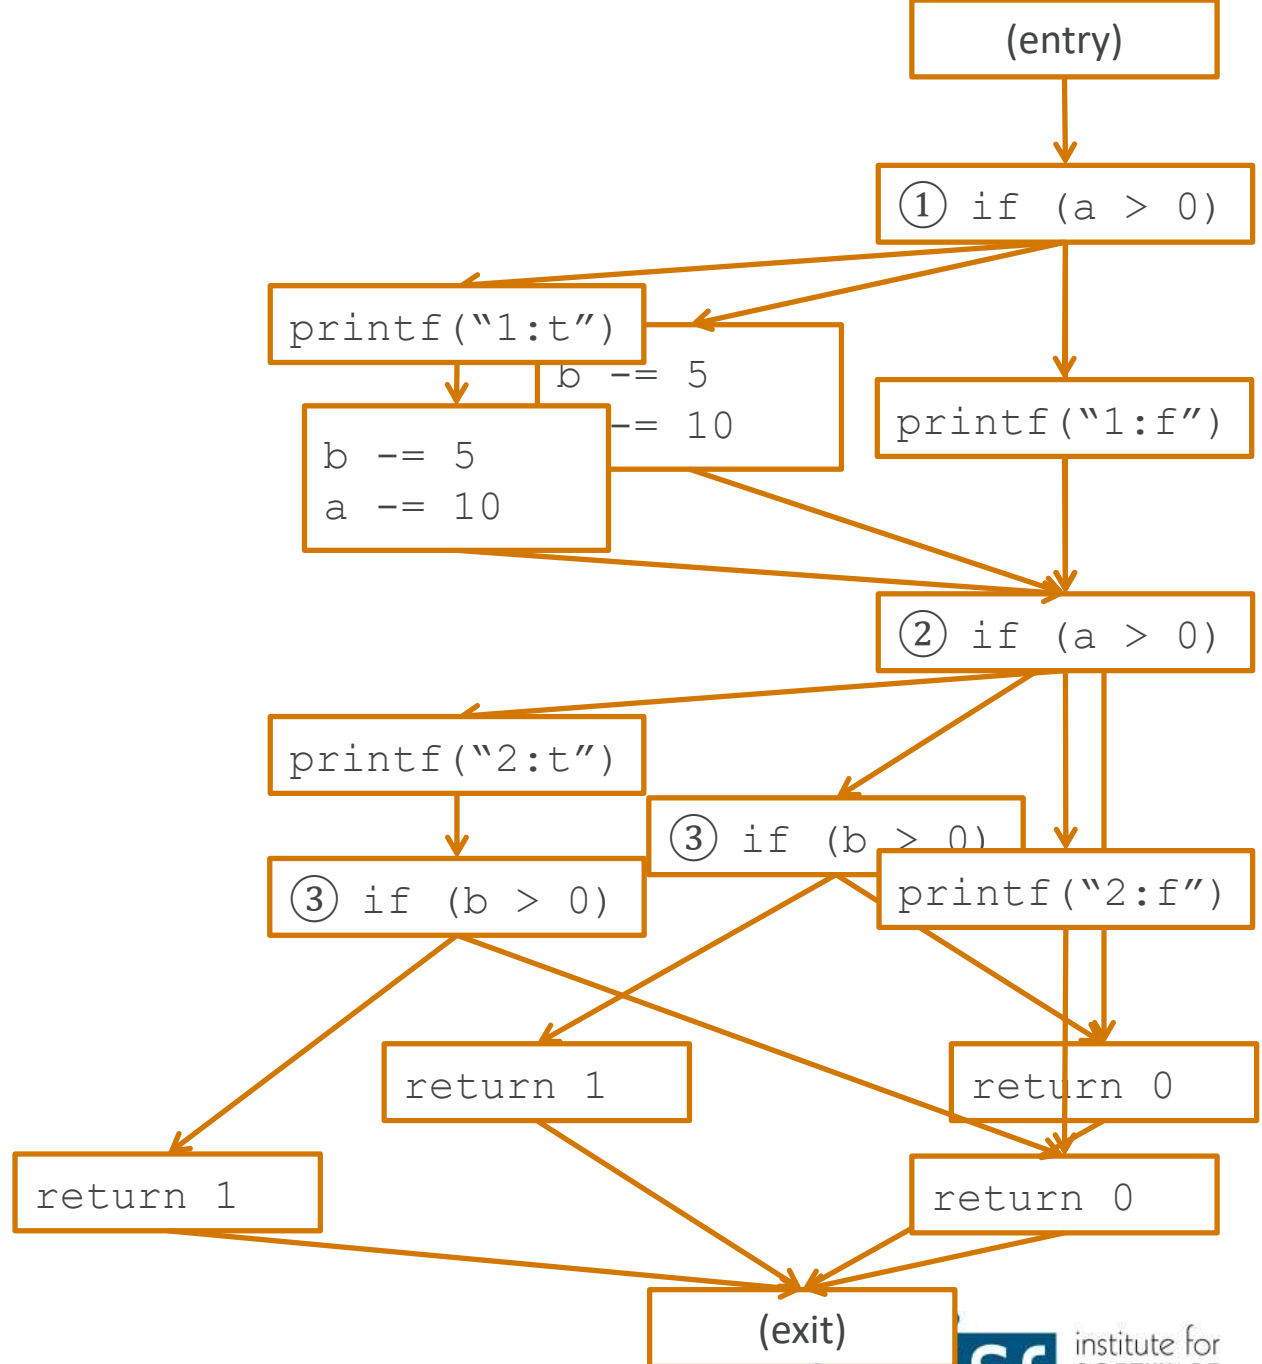 (entry)
① if (a > 0)
printf(“1:t”)
b -= 5
-= 10
printf(“1:f”)
b -= 5
a -= 10
② if (a > 0)
printf(“2:t”)
③ if (b > 0)
printf(“2:f”)
③ if (b > 0)
return 1
return 0
return 1
return 0
(exit)
institute for